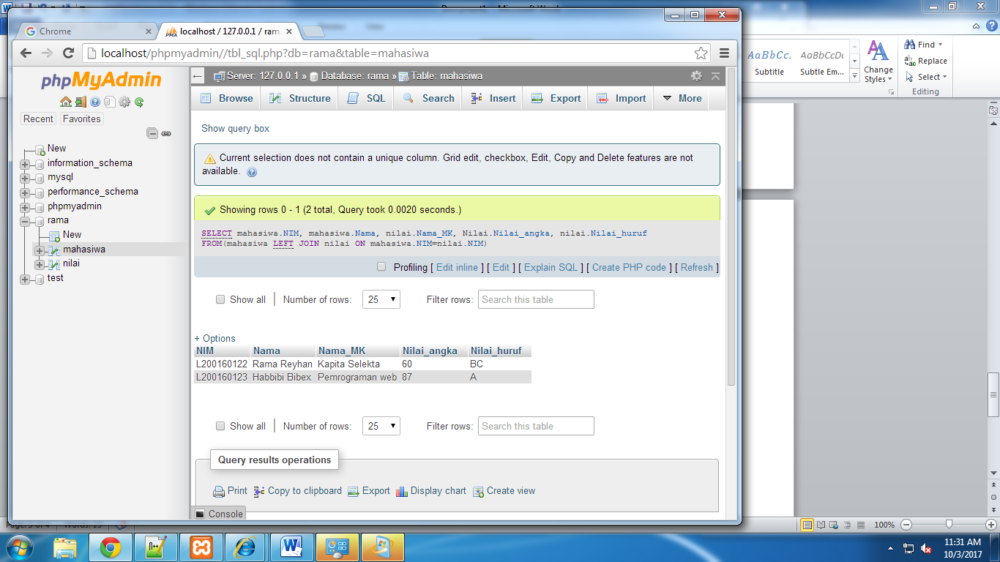 Chrome
localhost / 127.0.0.1 / ram
localhost/phpmyadmin//tbl_sql.php?db=rama&table=mahasiwa
phpMyAdmin
Recent Favorites
New
information_schema
mysql
performance_schema
phpmyadmin
rama
New
mahasiwa
nilai
test
Server: 127.0.0.1 » Database: rama » Table: mahasiwa
Browse Structure SQL Search Insert Export Import More
Show query box
Current selection does not contain a unique column. Grid edit, checkbox, Edit, Copy and Delete features are not
available.
Showing rows 0 - 1 (2 total, Query took 0.0020 seconds.)
SELECT mahasiwa.NIM, mahasiwa.Nama, nilai.Nama_MK, Nilai.Nilai_angka, nilai.Nilai_huruf
FROM(mahasiwa LEFT JOIN nilai ON mahasiwa.NIM=nilai.NIM)
Profiling [ Edit inline ] [ Edit ] [ Explain SQL ] [ Create PHP code ] [ Refresh ]
Show all Number of rows: 25 Filter rows: Search this table
+ Options
NIM Nama Nama_MK Nilai_angka Nilai_huruf
L200160122 Rama Reyhan Kapita Selekta 60 BC
L200160123 Habbibi Bibex Pemrograman web 87 A
Show all Number of rows: 25 Filter rows: Search this table
Query results operations
Print Copy to clipboard Export Display chart Create view
Console
AaBbCc. AaBbCcDc
Subtitle Subtle Em...
Change
Styles
Find
Replace
Select
Editing
100%
11:31 AM
10/3/2017